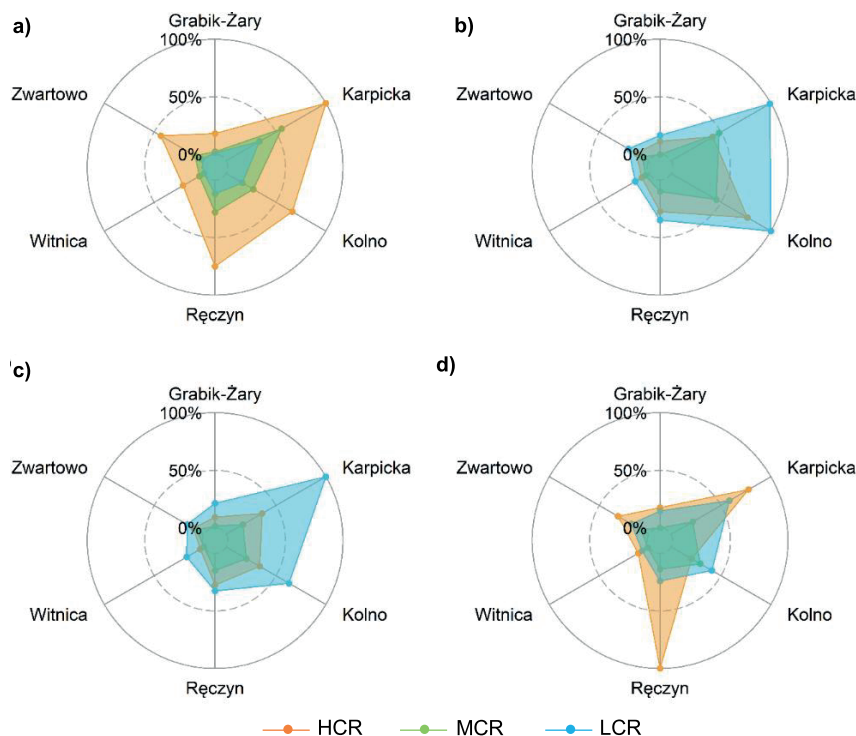 a)
Grabik-Żary
100%
50%
0%
Karpicka
Kolno
Ręczyn
Witnica
Zwartowo
b)
Grabik-Żary
100%
50%
0%
Karpicka
Kolno
Ręczyn
Witnica
Zwartowo
c)
Grabik-Żary
100%
50%
0%
Karpicka
Kolno
Ręczyn
Witnica
Zwartowo
d)
Grabik-Żary
100%
50%
0%
Karpicka
Kolno
Ręczyn
Witnica
Zwartowo
HCR MCR LCR